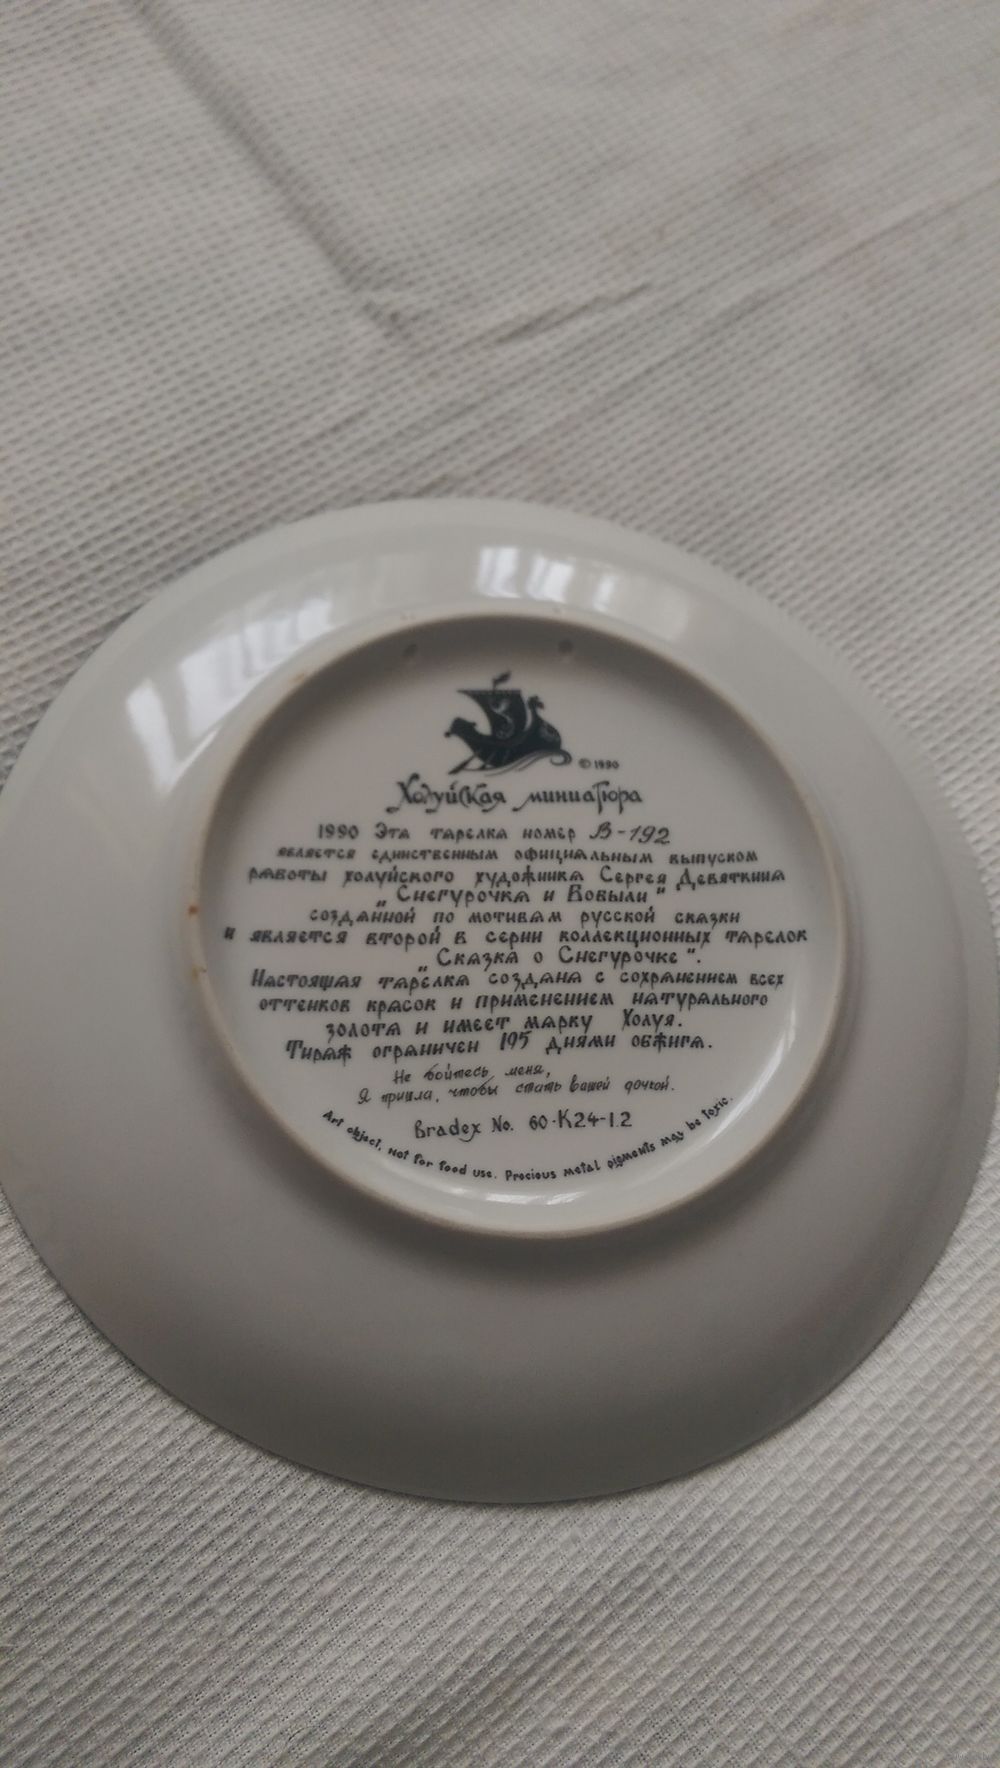 © 1990
Холуйская миниатюра
1990 Эта тарелка номер В-192
является единственным официальным выпуском
работы холуйского художника Сергея Девяткина
„Снегурочка и Бобыли"
созданной по мотивам русской сказки
и является второй в серии коллекционных тарелок
„Сказка о Снегурочке".
Настоящая тарелка создана с сохранением всех
оттенков красок и применением натурального
золота и имеет марку Холуя.
Тираж ограничен 195 днями обжига.
Не бойтесь меня,
Я пришла, чтобы стать вашей дочкой.
Bradex No. 60-K24-1.2
Art object, not for food use. Precious metal pigments may be toxic.